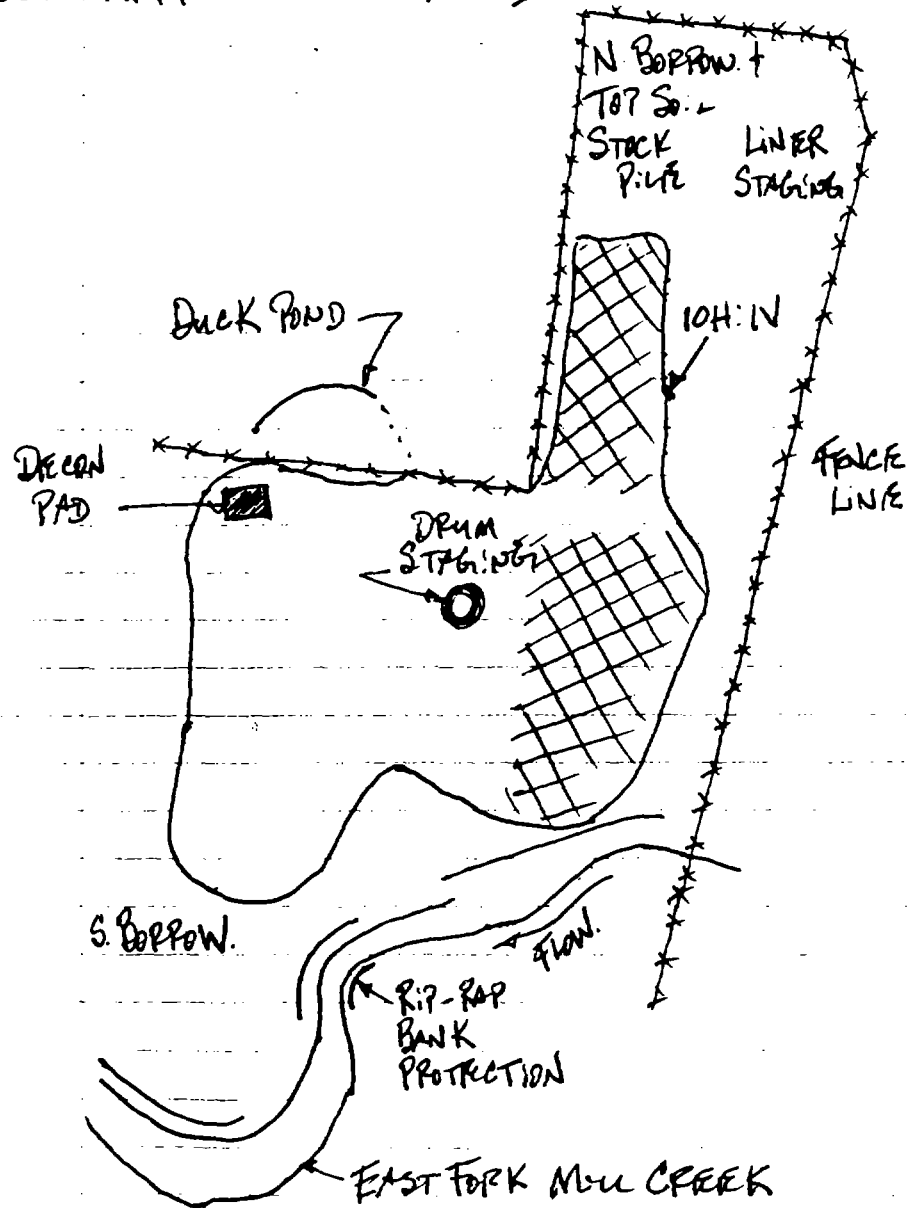 N BORROW +
TOP SOIL
STOCK
PILE
LINER
STAGING
DUCK POND
10H:1V
DECON
PAD
DRUM
STAGING
FENCE
LINE
S. BORROW.
FLOW.
RIP-RAP
BANK
PROTECTION
EAST FORK MILL CREEK